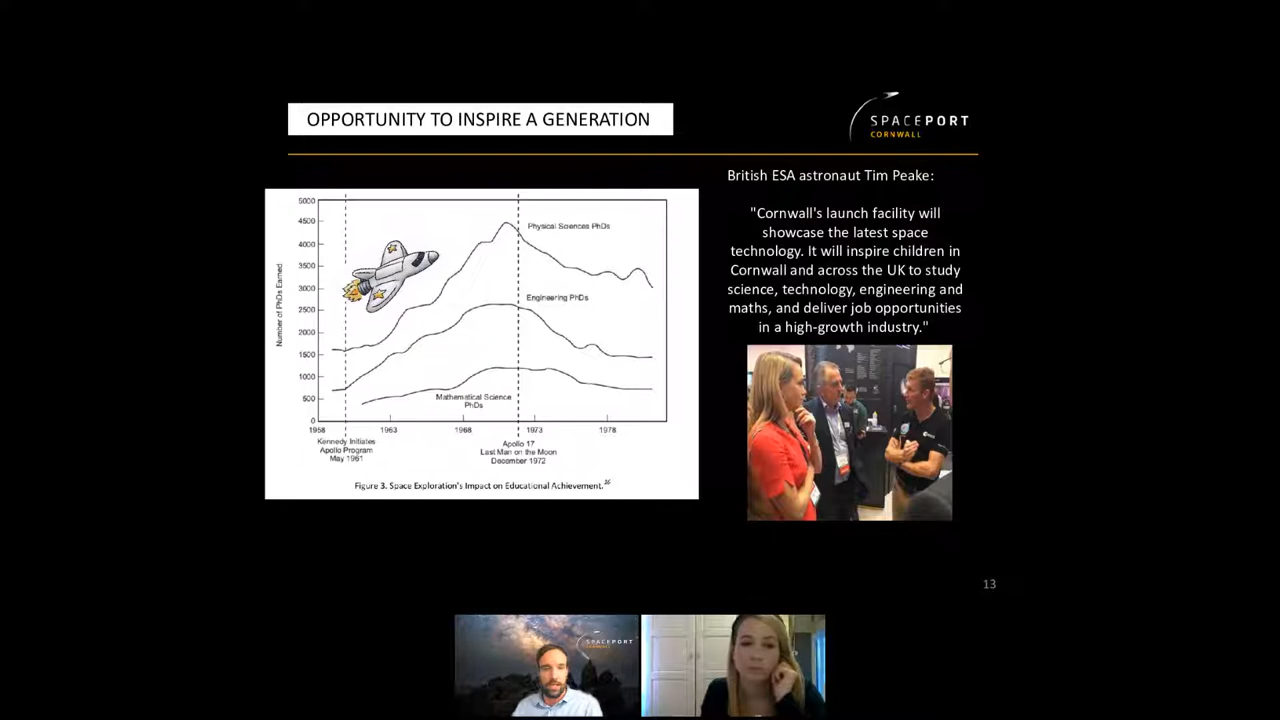 OPPORTUNITY TO INSPIRE A GENERATION
SPACEPORT
CORNWALL
British ESA astronaut Tim Peake:
"Cornwall's launch facility will
showcase the latest space
technology. It will inspire children in
Cornwall and across the UK to study
science, technology, engineering and
maths, and deliver job opportunities
in a high-growth industry."
Number of PhDs Earned
5000
4500
4000
3500
3000
2500
2000
1500
1000
500
0
Physical Sciences PhDs
Engineering PhDs
Mathematical Science
PhDs
1958
1963
1968
1973
1978
Kennedy Initiates
Apollo Program
May 1961
Apollo 17
Last Man on the Moon
December 1972
Figure 3. Space Exploration's Impact on Educational Achievement.
13
SPACEPORT
CORNWALL